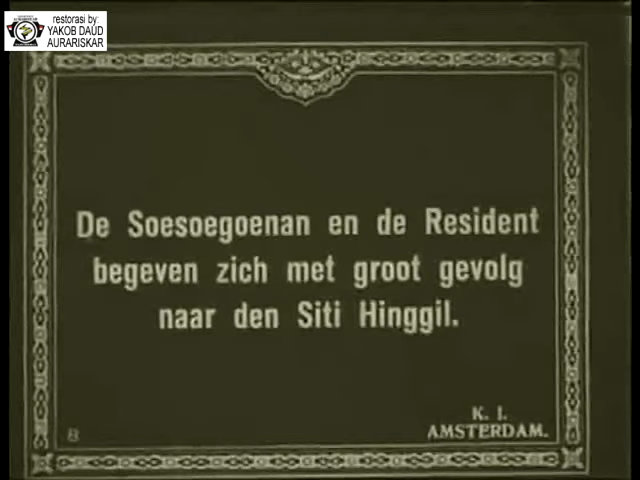 restorasi by:
YAKOB DAUD
AURARISKAR
De Soesoegoenan en de Resident
begeven zich met groot gevolg
naar den Siti Hinggil.
8
K. I.
AMSTERDAM.